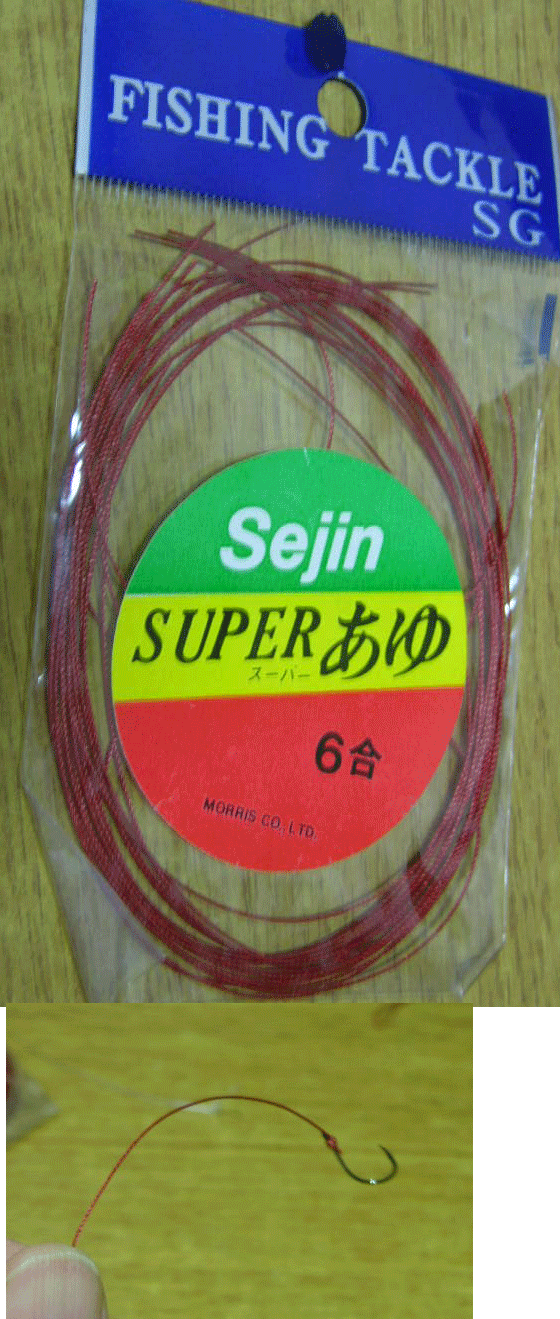 FISHING TACKLE
SG
Sejin
SUPERあゆ
スーパー
6合
MORRIS CO., LTD.